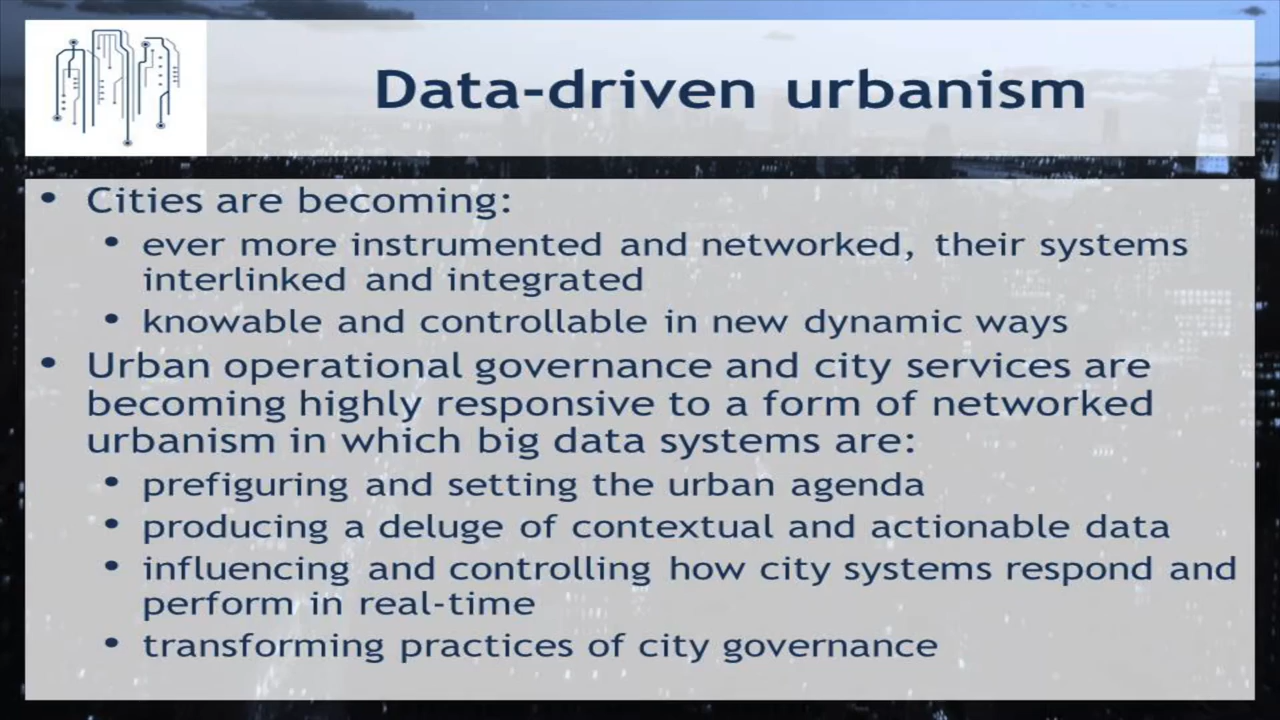 Data-driven urbanism
• Cities are becoming:
• ever more instrumented and networked, their systems
interlinked and integrated
• knowable and controllable in new dynamic ways
• Urban operational governance and city services are
becoming highly responsive to a form of networked
urbanism in which big data systems are:
• prefiguring and setting the urban agenda
• producing a deluge of contextual and actionable data
• influencing and controlling how city systems respond and
perform in real-time
• transforming practices of city governance